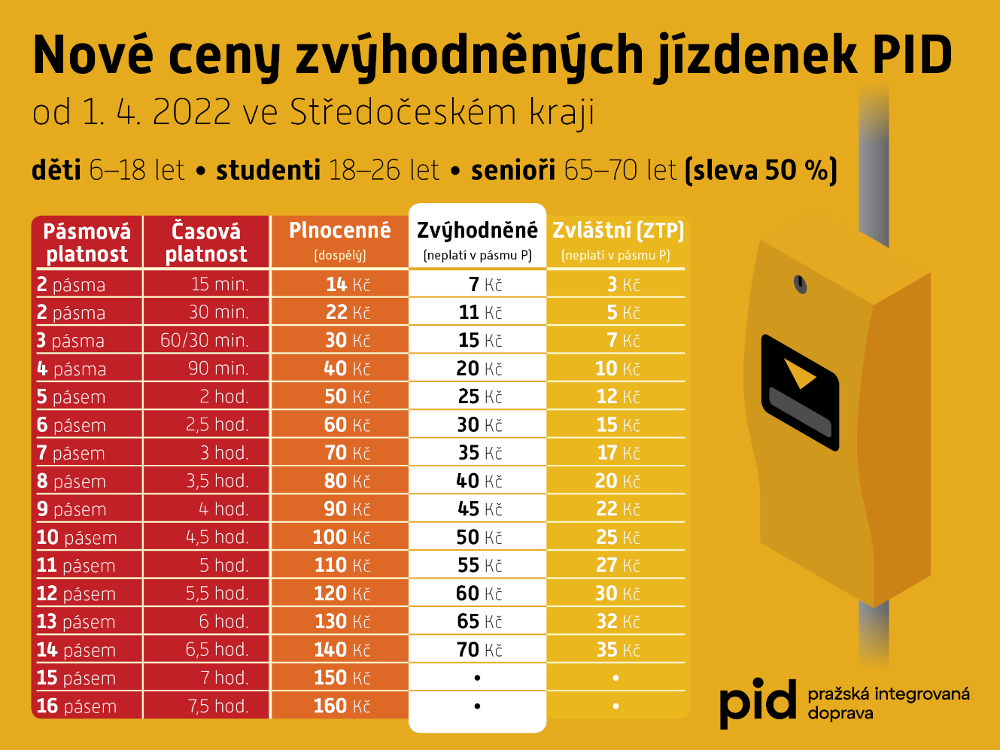 Nové ceny zvýhodněných jízdenek PID
od 1. 4. 2022 ve Středočeském kraji
děti 6–18 let • studenti 18–26 let • senioři 65–70 let (sleva 50 %)
Pásmová platnost Časová platnost Plnocenné (dospělý) Zvýhodněné (neplatí v pásmu P) Zvláštní (ZTP) (neplatí v pásmu P)
2 pásma 15 min. 14 Kč 7 Kč 3 Kč
2 pásma 30 min. 22 Kč 11 Kč 5 Kč
3 pásma 60/30 min. 30 Kč 15 Kč 7 Kč
4 pásma 90 min. 40 Kč 20 Kč 10 Kč
5 pásem 2 hod. 50 Kč 25 Kč 12 Kč
6 pásem 2,5 hod. 60 Kč 30 Kč 15 Kč
7 pásem 3 hod. 70 Kč 35 Kč 17 Kč
8 pásem 3,5 hod. 80 Kč 40 Kč 20 Kč
9 pásem 4 hod. 90 Kč 45 Kč 22 Kč
10 pásem 4,5 hod. 100 Kč 50 Kč 25 Kč
11 pásem 5 hod. 110 Kč 55 Kč 27 Kč
12 pásem 5,5 hod. 120 Kč 60 Kč 30 Kč
13 pásem 6 hod. 130 Kč 65 Kč 32 Kč
14 pásem 6,5 hod. 140 Kč 70 Kč 35 Kč
15 pásem 7 hod. 150 Kč • •
16 pásem 7,5 hod. 160 Kč • •
pid pražská integrovaná
doprava